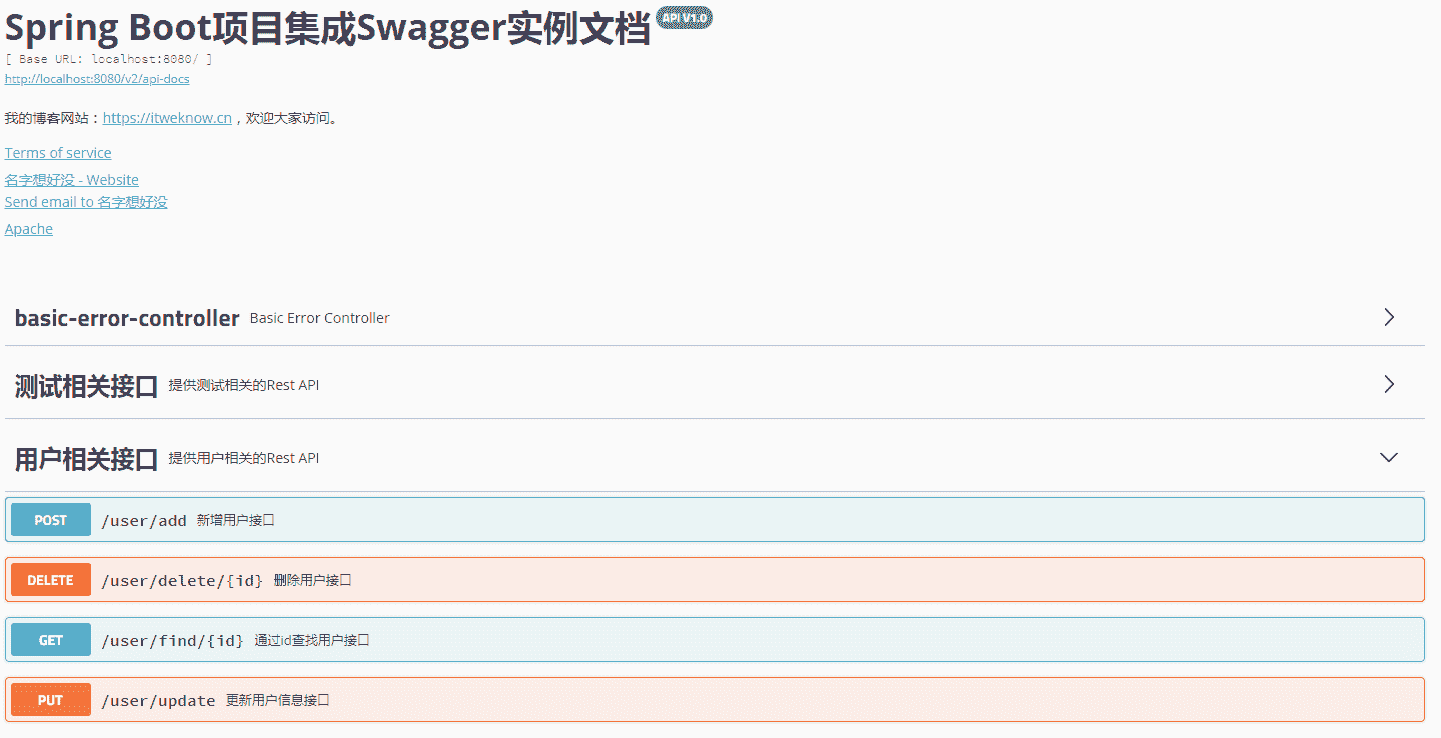 Spring Boot项目集成Swagger实例文档 API V1.0
[ Base URL: localhost:8080/ ]
http://localhost:8080/v2/api-docs
我的博客网站：https://itweknow.cn，欢迎大家访问。
Terms of service
名字想好没 - Website
Send email to 名字想好没
Apache
basic-error-controller Basic Error Controller
测试相关接口 提供测试相关的Rest API
用户相关接口 提供用户相关的Rest API
POST /user/add 新增用户接口
DELETE /user/delete/{id} 删除用户接口
GET /user/find/{id} 通过id查找用户接口
PUT /user/update 更新用户信息接口